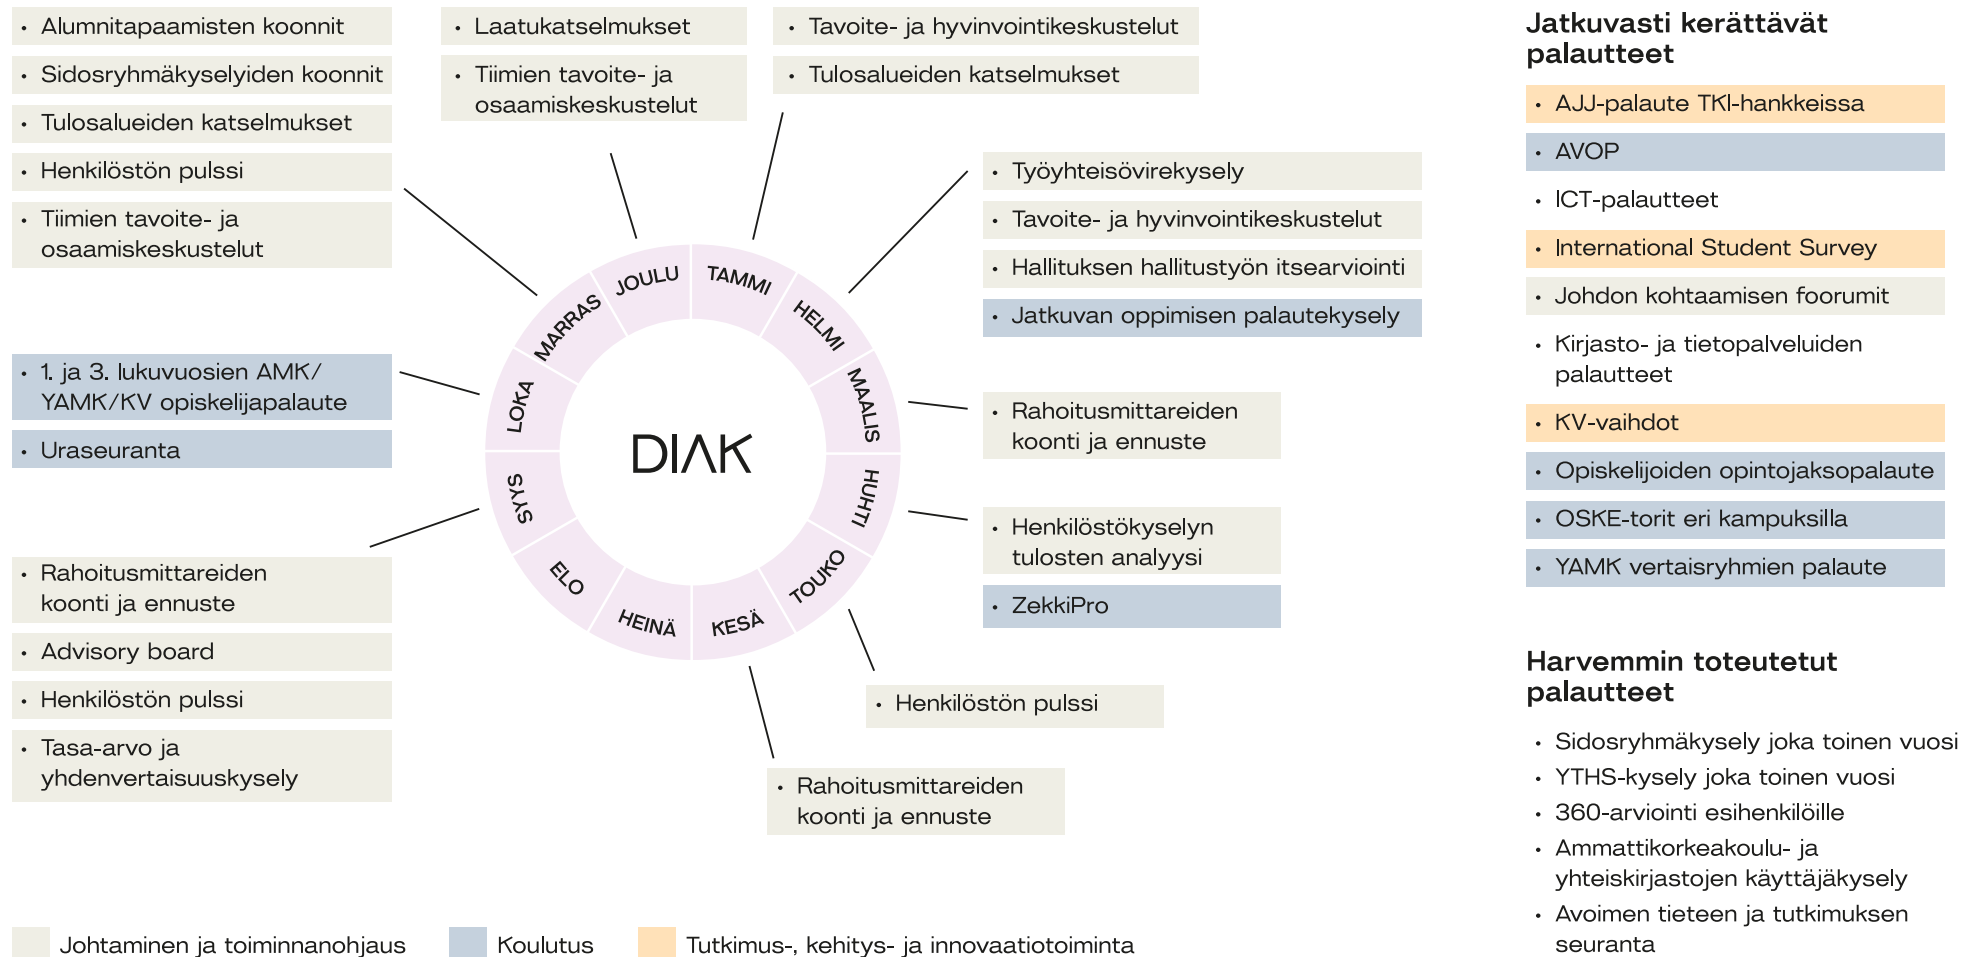 • Alumnitapaamisten koonnit
• Sidosryhmäkyselyiden koonnit
• Tulosalueiden katselmukset
• Henkilöstön pulssi
• Tiimien tavoite- ja
osaamiskeskustelut
• Laatukatselmukset
• Tiimien tavoite- ja
osaamiskeskustelut
• Tavoite- ja hyvinvointikeskustelut
• Tulosalueiden katselmukset
• Työyhteisövirekysely
• Tavoite- ja hyvinvointikeskustelut
• Hallituksen hallitustyön itsearviointi
• Jatkuvan oppimisen palautekysely
• Rahoitusmittareiden
koonti ja ennuste
• Henkilöstökyselyn
tulosten analyysi
• ZekkiPro
• Henkilöstön pulssi
• Rahoitusmittareiden
koonti ja ennuste
• 1. ja 3. lukuvuosien AMK/
YAMK/KV opiskelijapalaute
• Uraseuranta
• Rahoitusmittareiden
koonti ja ennuste
• Advisory board
• Henkilöstön pulssi
• Tasa-arvo ja
yhdenvertaisuuskysely
TAMMI
HELMI
MAALIS
HUHTI
TOUKO
KESÄ
HEINÄ
ELO
SYYS
LOKA
MARRAS
JOULU
DIAK
Jatkuvasti kerättävät
palautteet
• AJJ-palaute TKI-hankkeissa
• AVOP
• ICT-palautteet
• International Student Survey
• Johdon kohtaamisen foorumit
• Kirjasto- ja tietopalveluiden
palautteet
• KV-vaihdot
• Opiskelijoiden opintojaksopalaute
• OSKE-torit eri kampuksilla
• YAMK vertaisryhmien palaute
Harvemmin toteutetut
palautteet
• Sidosryhmäkysely joka toinen vuosi
• YTHS-kysely joka toinen vuosi
• 360-arviointi esihenkilöille
• Ammattikorkeakoulu- ja
yhteiskirjastojen käyttäjäkysely
• Avoimen tieteen ja tutkimuksen
seuranta
Johtaminen ja toiminnanohjaus
Koulutus
Tutkimus-, kehitys- ja innovaatiotoiminta